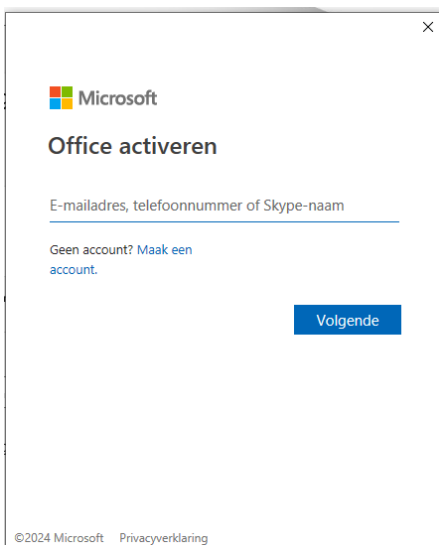 Microsoft
Office activeren
E-mailadres, telefoonnummer of Skype-naam
Geen account? Maak een
account.
Volgende
©2024 Microsoft Privacyverklaring